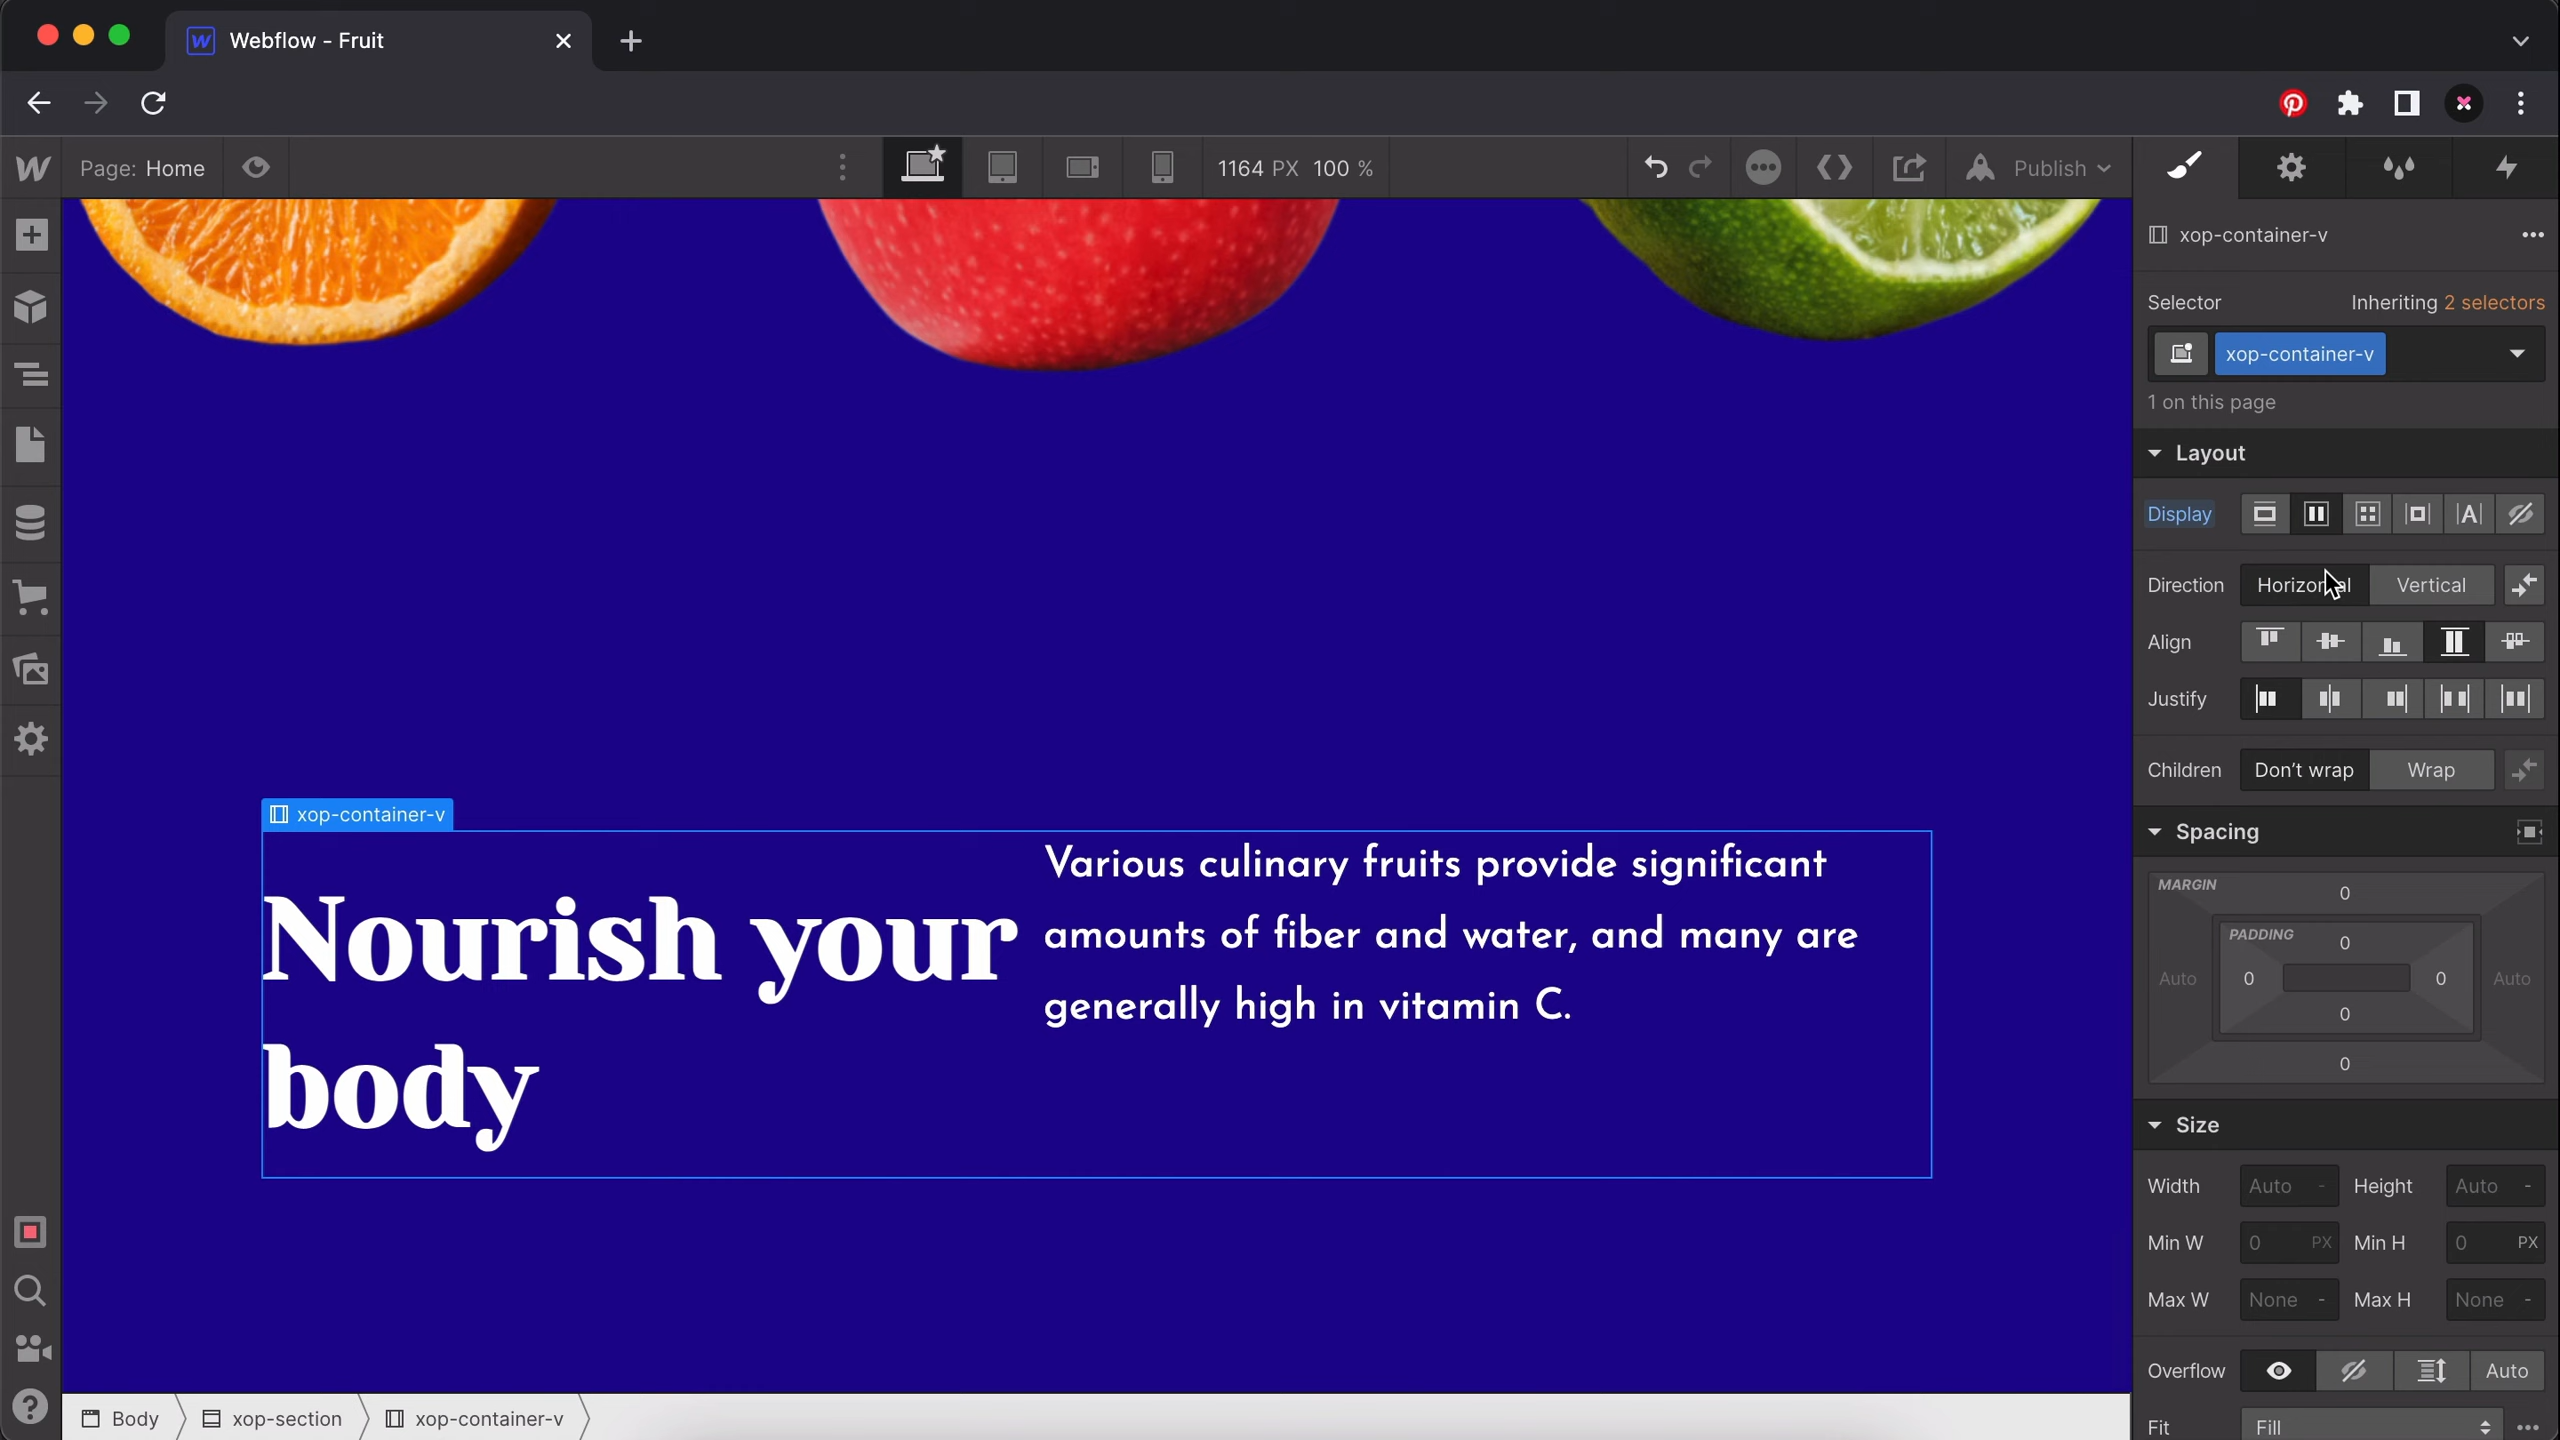 Webflow - Fruit
Page: Home
1164 PX 100 %
Publish
xop-container-v
Selector
Inheriting 2 selectors
xop-container-v
1 on this page
Layout
Display
Direction Horizontal Vertical
Align
Justify
Children Don't wrap Wrap
Spacing
MARGIN
0
PADDING
0
Auto 0 0 Auto
0
0
Size
Width Auto - Height Auto -
Min W 0 PX Min H 0 PX
Max W None - Max H None -
Overflow Auto
Fit Fill
xop-container-v
Nourish your
body
Various culinary fruits provide significant
amounts of fiber and water, and many are
generally high in vitamin C.
Body xop-section xop-container-v